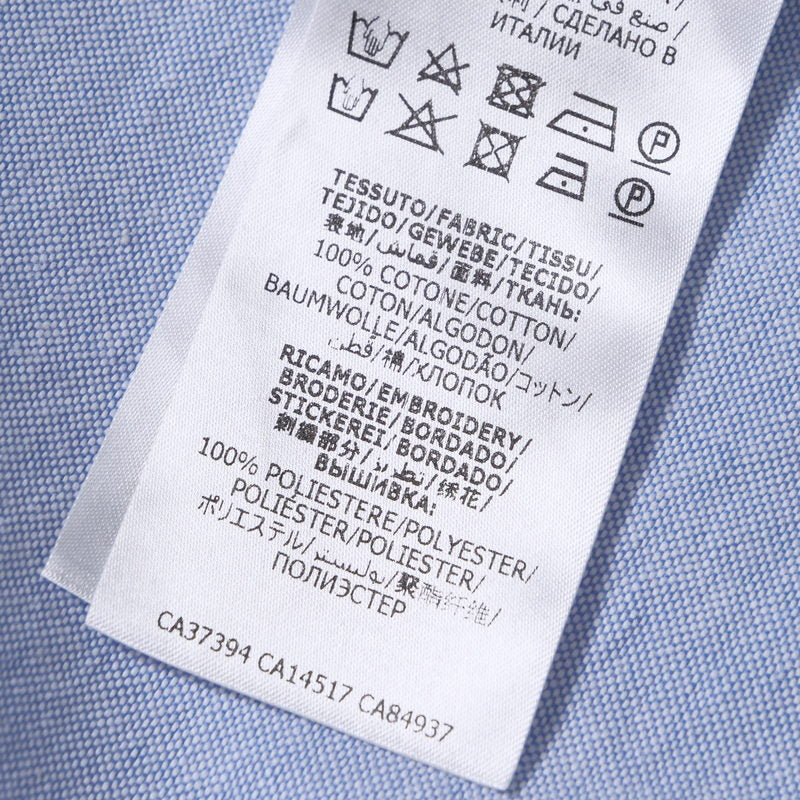 صنع في
/ СДЕЛАНО В
ИТАЛИИ
P
P
TESSUTO/FABRIC/TISSU/
TEJIDO/GEWEBE/TECIDO/
表地/قماش/面料/ТКАНЬ:
100% COTONE/COTTON/
COTON/ALGODON/
BAUMWOLLE/ALGODÃO/コットン/
قطن/棉/ХЛОПОК
RICAMO/EMBROIDERY/
BRODERIE/BORDADO/
STICKEREI/BORDADO/
刺繍部分/تطريز/绣花/
ВЫШИВКА:
100% POLIESTERE/POLYESTER/
POLYESTER/POLIESTER/
POLIÉSTER/POLIESTER/
ポリエステル/بوليستر/聚酯纤维/
ПОЛИЭСТЕР
CA37394 CA14517 CA84937